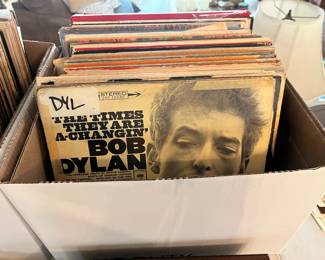 DYL
STEREO
THE TIMES
THEY ARE
A-CHANGIN'
BOB
DYLAN